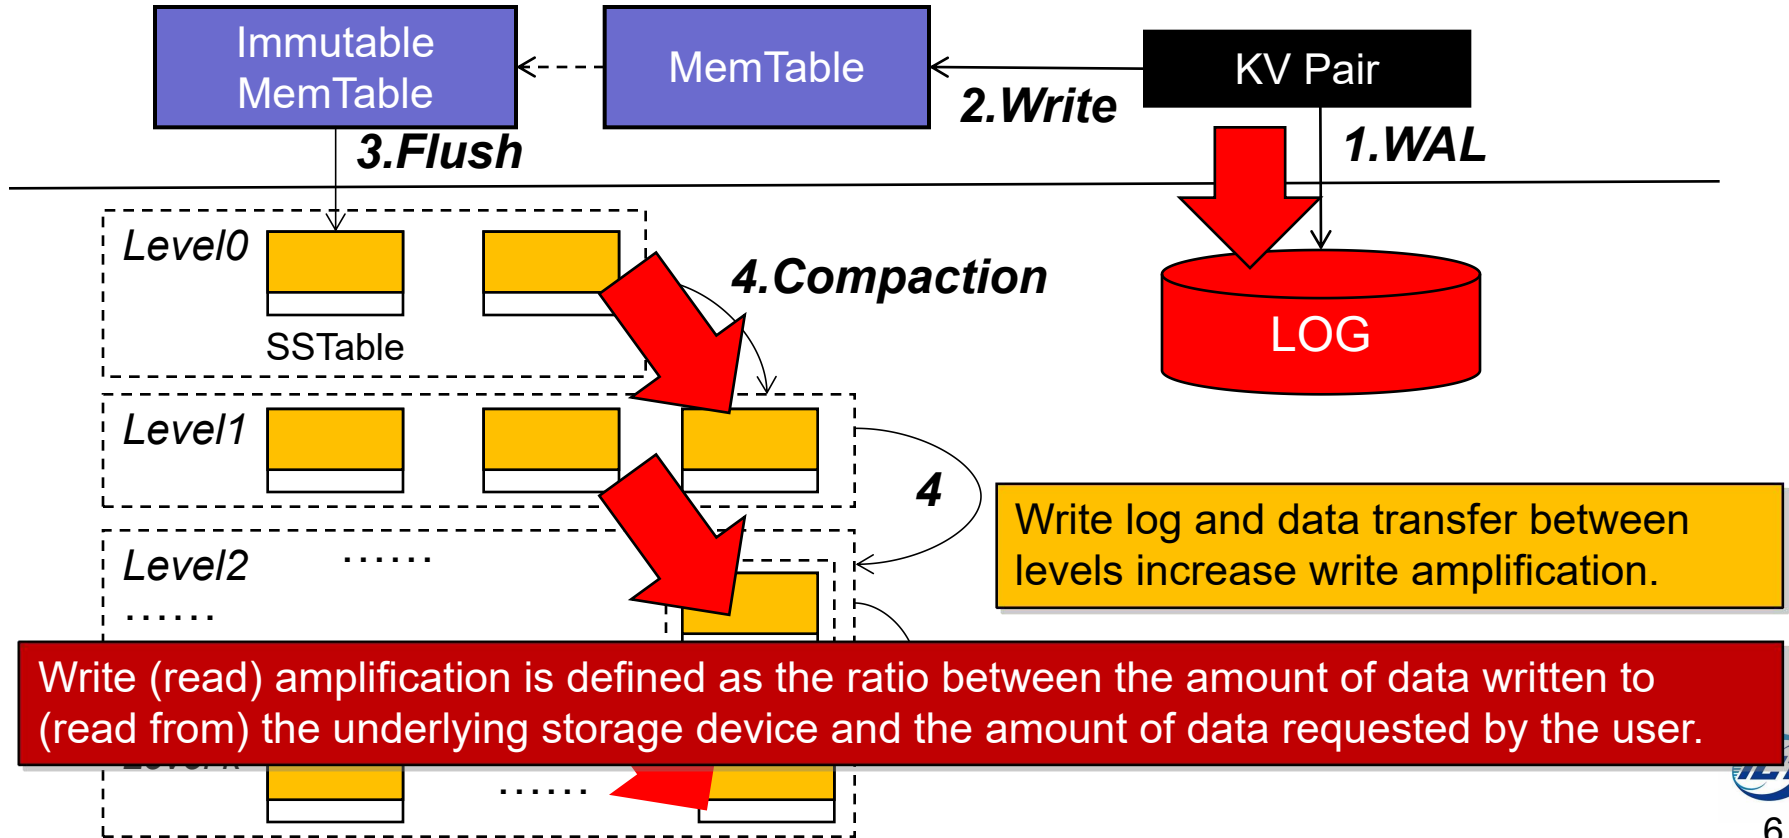 Immutable
MemTable
MemTable
KV Pair
2.Write
3.Flush
1.WAL
Level0
4.Compaction
SSTable
LOG
Level1
4
Write log and data transfer between
levels increase write amplification.
Level2
......
......
Write (read) amplification is defined as the ratio between the amount of data written to
(read from) the underlying storage device and the amount of data requested by the user.
......
6